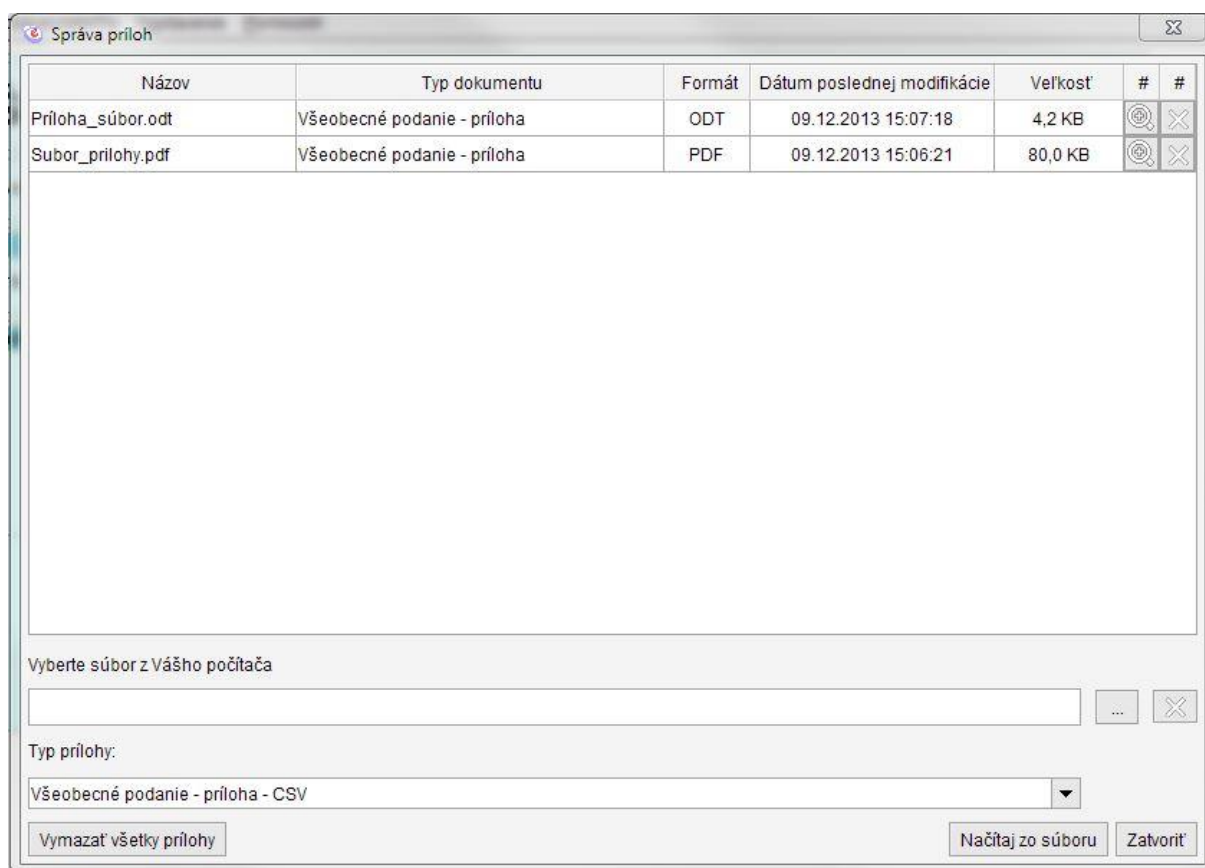 Správa príloh
Názov Typ dokumentu Formát Dátum poslednej modifikácie Veľkosť # #
Príloha_súbor.odt Všeobecné podanie - príloha ODT 09.12.2013 15:07:18 4,2 KB
Subor_prilohy.pdf Všeobecné podanie - príloha PDF 09.12.2013 15:06:21 80,0 KB
Vyberte súbor z Vášho počítača
...
Typ prílohy:
Všeobecné podanie - príloha - CSV
Vymazať všetky prílohy Načítaj zo súboru Zatvoriť